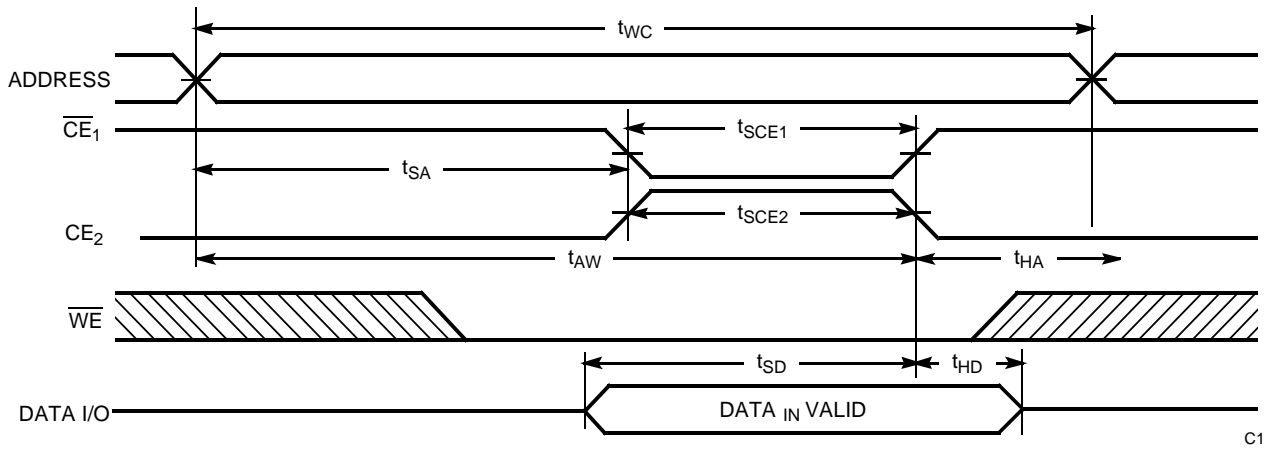 tWC
ADDRESS
CE1
tSCE1
tSA
tSCE2
CE2
tAW
tHA
WE
tSD
tHD
DATA I/O
DATA IN VALID
C1